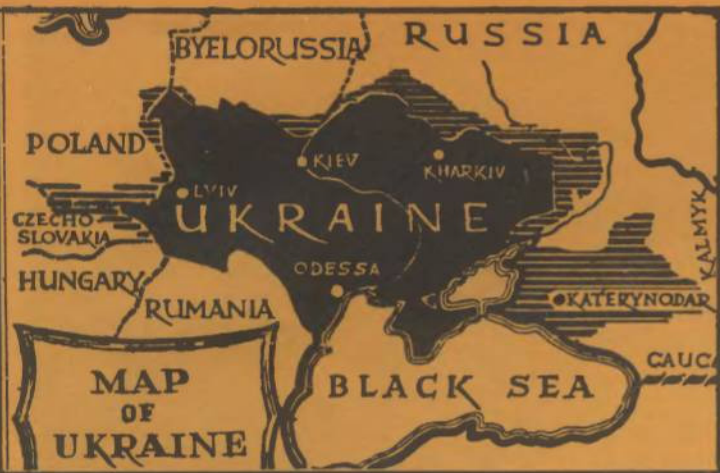 BYELORUSSIA
RUSSIA
POLAND
KIEV
KHARKIV
LVIV
UKRAINE
CZECHO-
SLOVAKIA
KALMYK
HUNGARY
ODESSA
KATERYNODAR
RUMANIA
CAUC
BLACK SEA
MAP
OF
UKRAINE